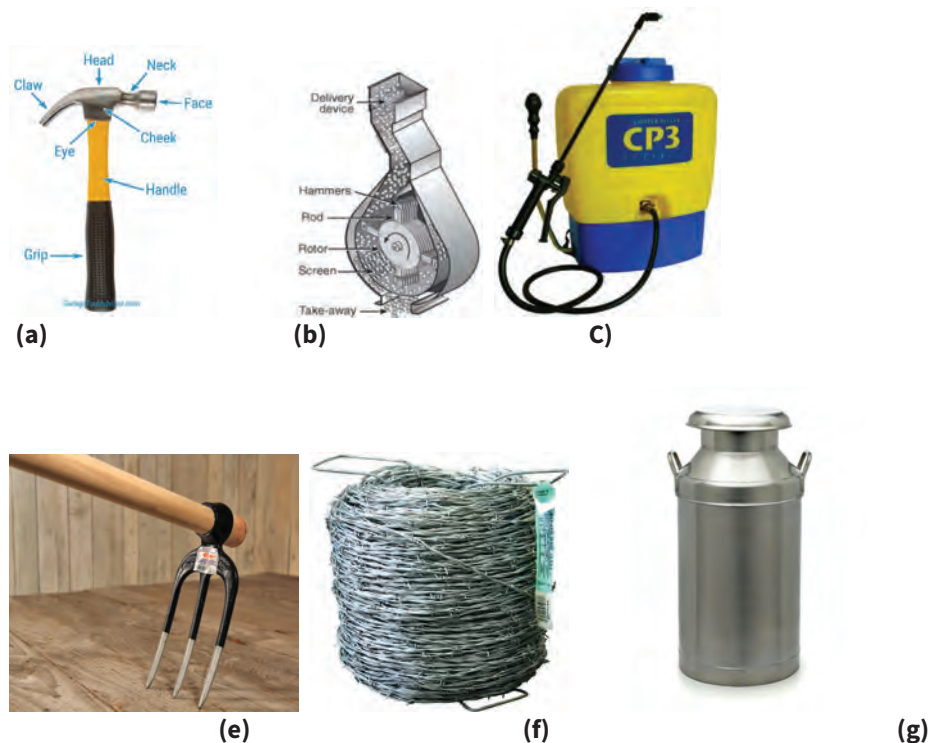 Head
Neck
Claw
Face
Cheek
Eye
Handle
Grip
(a)
Delivery
device
Hammers
Rod
Rotor
Screen
Take-away
(b)
CP3
C)
(e)
(f)
(g)